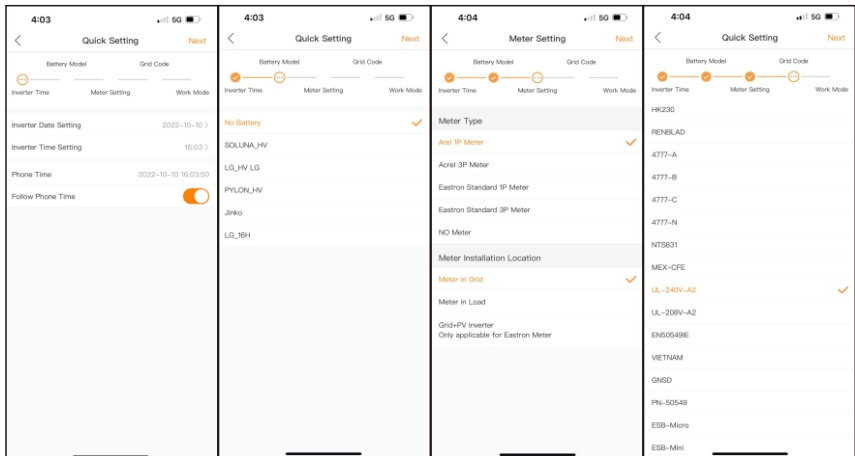 4:03
5G
Quick Setting
Next
Battery Model
Grid Code
Inverter Time
Meter Setting
Work Mode
Inverter Date Setting
2022-10-10
Inverter Time Setting
16:03
Phone Time
2022-10-10 16:03:50
Follow Phone Time
4:03
5G
Quick Setting
Next
Battery Model
Grid Code
Inverter Time
Meter Setting
Work Mode
No Battery
SOLUNA_HV
LG_HV LG
PYLON_HV
Jinko
LG_16H
4:04
5G
Meter Setting
Next
Battery Model
Grid Code
Inverter Time
Meter Setting
Work Mode
Meter Type
Arel 1P Meter
Acrel 3P Meter
Eastron Standard 1P Meter
Eastron Standard 3P Meter
NO Meter
Meter Installation Location
Meter in Grid
Meter in Load
Grid+PV Inverter
Only applicable for Eastron Meter
4:04
5G
Quick Setting
Next
Battery Model
Grid Code
Inverter Time
Meter Setting
Work Mode
HK230
RENBLAD
4777-A
4777-B
4777-C
4777-N
NTS631
MEX-CFE
UL-240V-A2
UL-208V-A2
EN50549IE
VIETNAM
GNSD
PN-50549
ESB-Micro
ESB-Mini